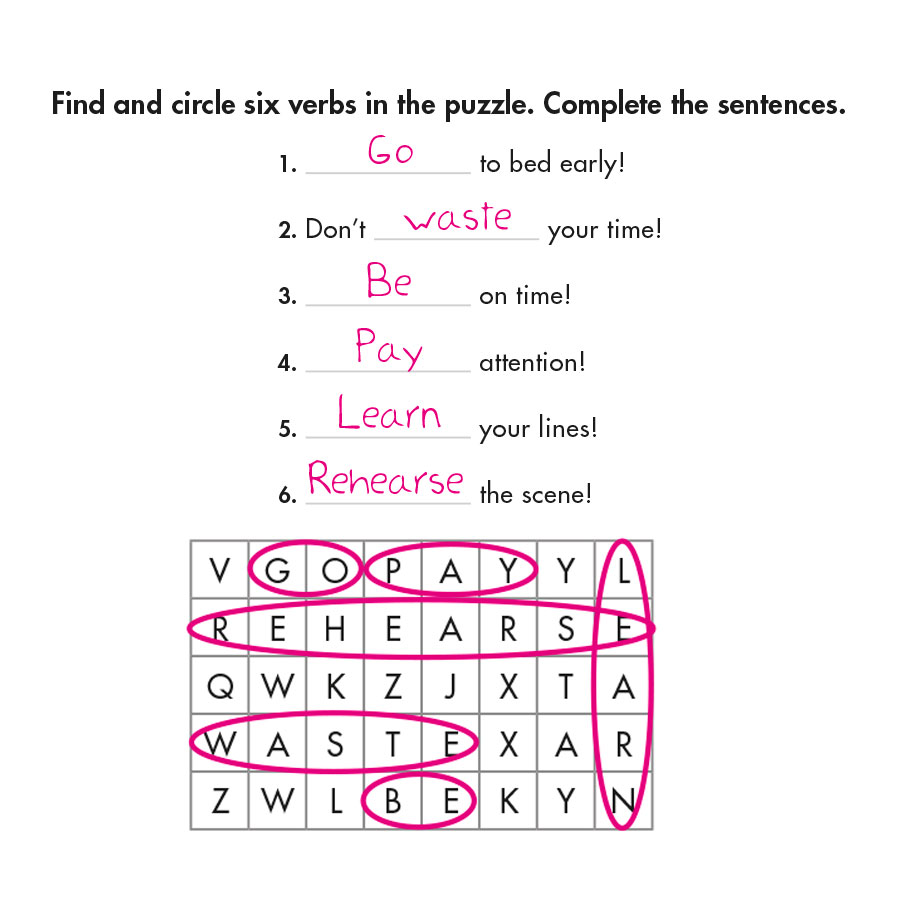 Find and circle six verbs in the puzzle. Complete the sentences.
1. Go to bed early!
2. Don't waste your time!
3. Be on time!
4. Pay attention!
5. Learn your lines!
6. Rehearse the scene!
V G O P A Y Y L
R E H E A R S E
Q W K Z J X T A
W A S T E X A R
Z W L B E K Y N